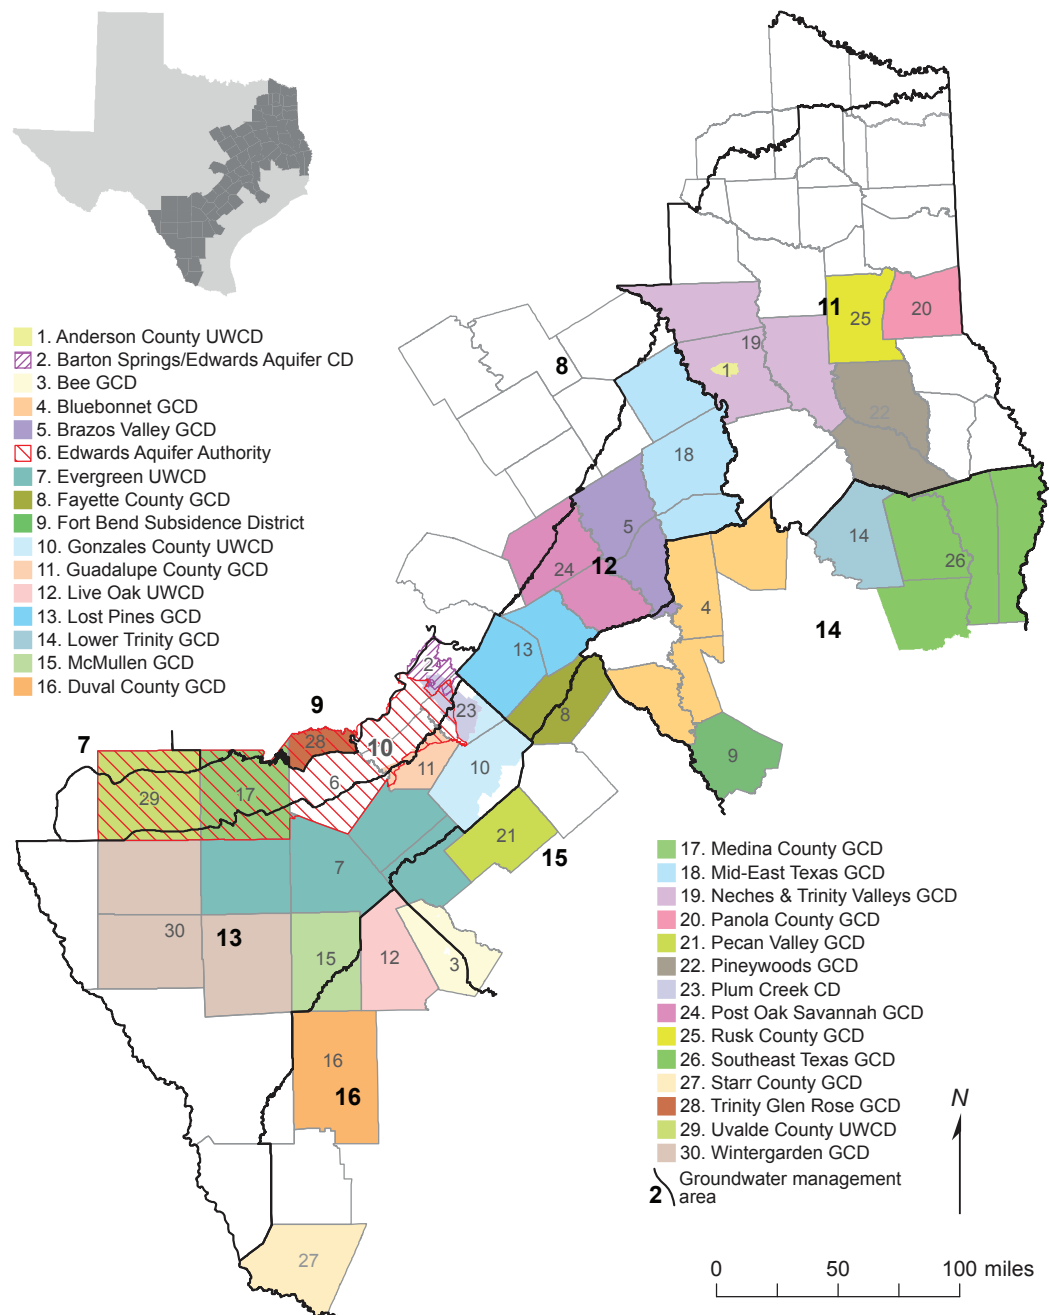 11
25
20
19
1
8
22
18
5
14
26
12
24
4
14
13
2
23
8
9
9
7
28
10
6
11
10
29
17
21
15
7
30
13
15
12
3
16
16
27
1. Anderson County UWCD
2. Barton Springs/Edwards Aquifer CD
3. Bee GCD
4. Bluebonnet GCD
5. Brazos Valley GCD
6. Edwards Aquifer Authority
7. Evergreen UWCD
8. Fayette County GCD
9. Fort Bend Subsidence District
10. Gonzales County UWCD
11. Guadalupe County GCD
12. Live Oak UWCD
13. Lost Pines GCD
14. Lower Trinity GCD
15. McMullen GCD
16. Duval County GCD
17. Medina County GCD
18. Mid-East Texas GCD
19. Neches & Trinity Valleys GCD
20. Panola County GCD
21. Pecan Valley GCD
22. Pineywoods GCD
23. Plum Creek CD
24. Post Oak Savannah GCD
25. Rusk County GCD
26. Southeast Texas GCD
27. Starr County GCD
28. Trinity Glen Rose GCD
29. Uvalde County UWCD
30. Wintergarden GCD
2 Groundwater management
area
N
0 50 100 miles